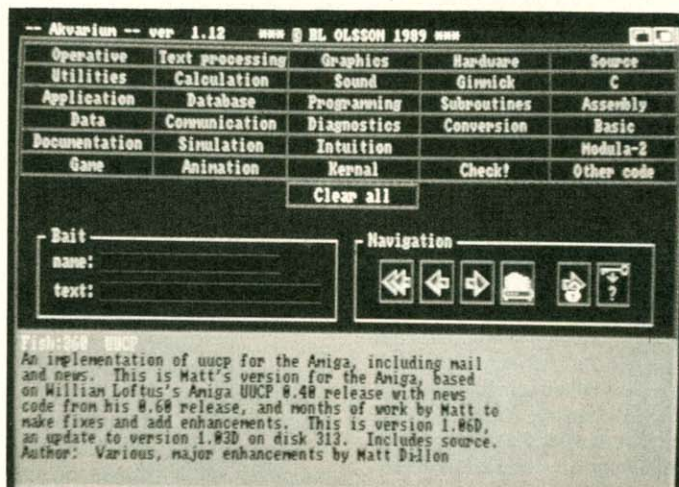 -- Akvarium -- ver 1.12 *** © BL OLSSON 1989 ***
Operative Text processing Graphics Hardware Source
Utilities Calculation Sound Gimmick C
Application Database Programming Subroutines Assembly
Data Communication Diagnostics Conversion Basic
Documentation Simulation Intuition Modula-2
Game Animation Kernal Check! Other code
Clear all
Bait
name:
text:
Navigation
?
Fish:360 UUCP
An implementation of uucp for the Amiga, including mail
and news. This is Matt's version for the Amiga, based
on William Loftus's Amiga UUCP 0.40 release with news
code from his 0.60 release, and months of work by Matt to
make fixes and add enhancements. This is version 1.06D,
an update to version 1.03D on disk 313. Includes source.
Author: Various, major enhancements by Matt Dillon